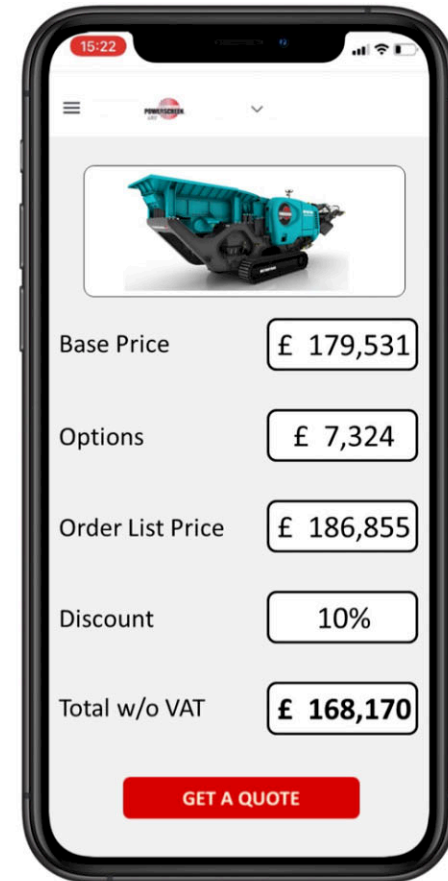 15:22
POWERSCREEN
Base Price £ 179,531
Options £ 7,324
Order List Price £ 186,855
Discount 10%
Total w/o VAT £ 168,170
GET A QUOTE